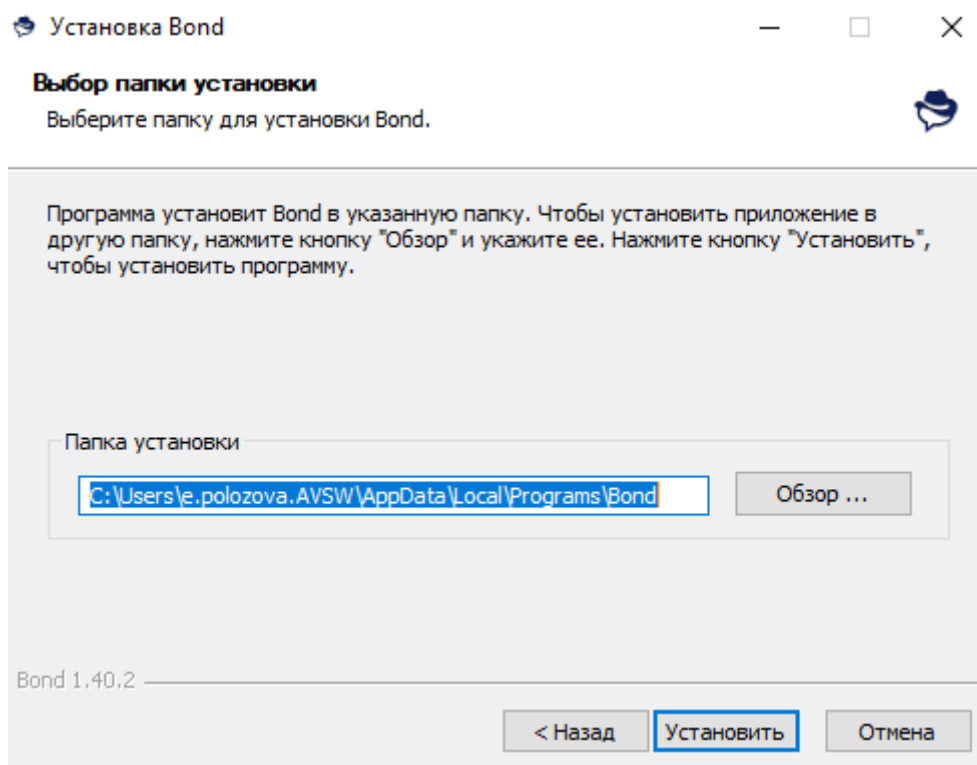 Установка Bond
Выбор папки установки
Выберите папку для установки Bond.
Программа установит Bond в указанную папку. Чтобы установить приложение в
другую папку, нажмите кнопку "Обзор" и укажите ее. Нажмите кнопку "Установить",
чтобы установить программу.
Папка установки
C:\Users\e.polozova.AVSW\AppData\Local\Programs\Bond
Обзор ...
Bond 1.40.2
< Назад
Установить
Отмена